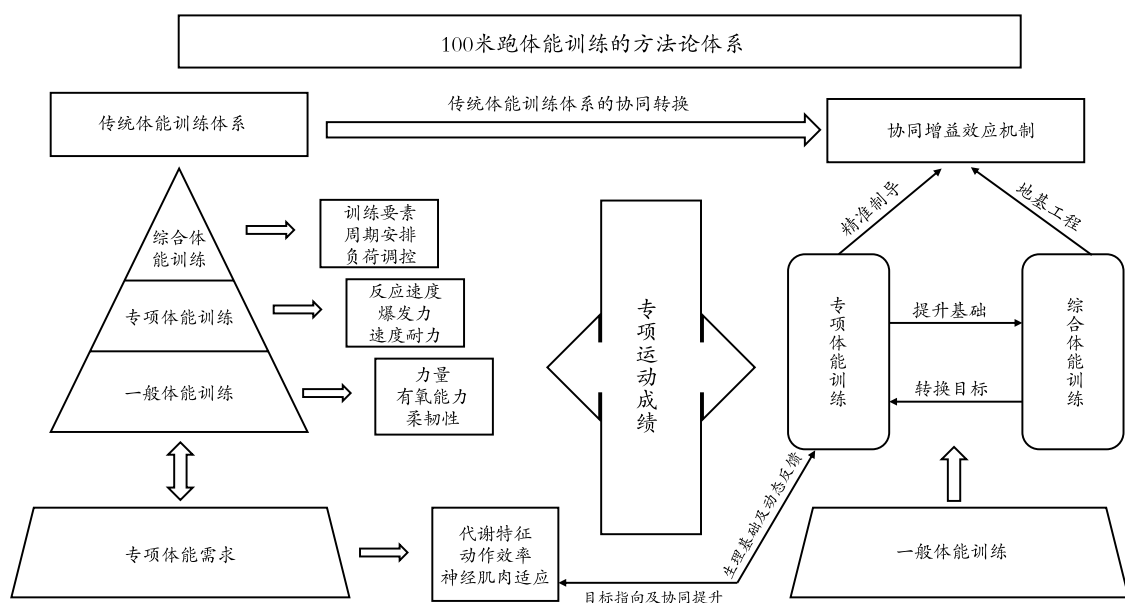 100米跑体能训练的方法论体系
传统体能训练体系
传统体能训练体系的协同转换
协同增益效应机制
综合体
能训练
训练要素
周期安排
负荷调控
专项体能训练
反应速度
爆发力
速度耐力
一般体能训练
力量
有氧能力
柔韧性
专项体能需求
代谢特征
动作效率
神经肌肉适应
专项运动成绩
精准制导
地基工程
专项体能训练
提升基础
转换目标
综合体能训练
生理基础及动态反馈
目标指向及协同提升
一般体能训练